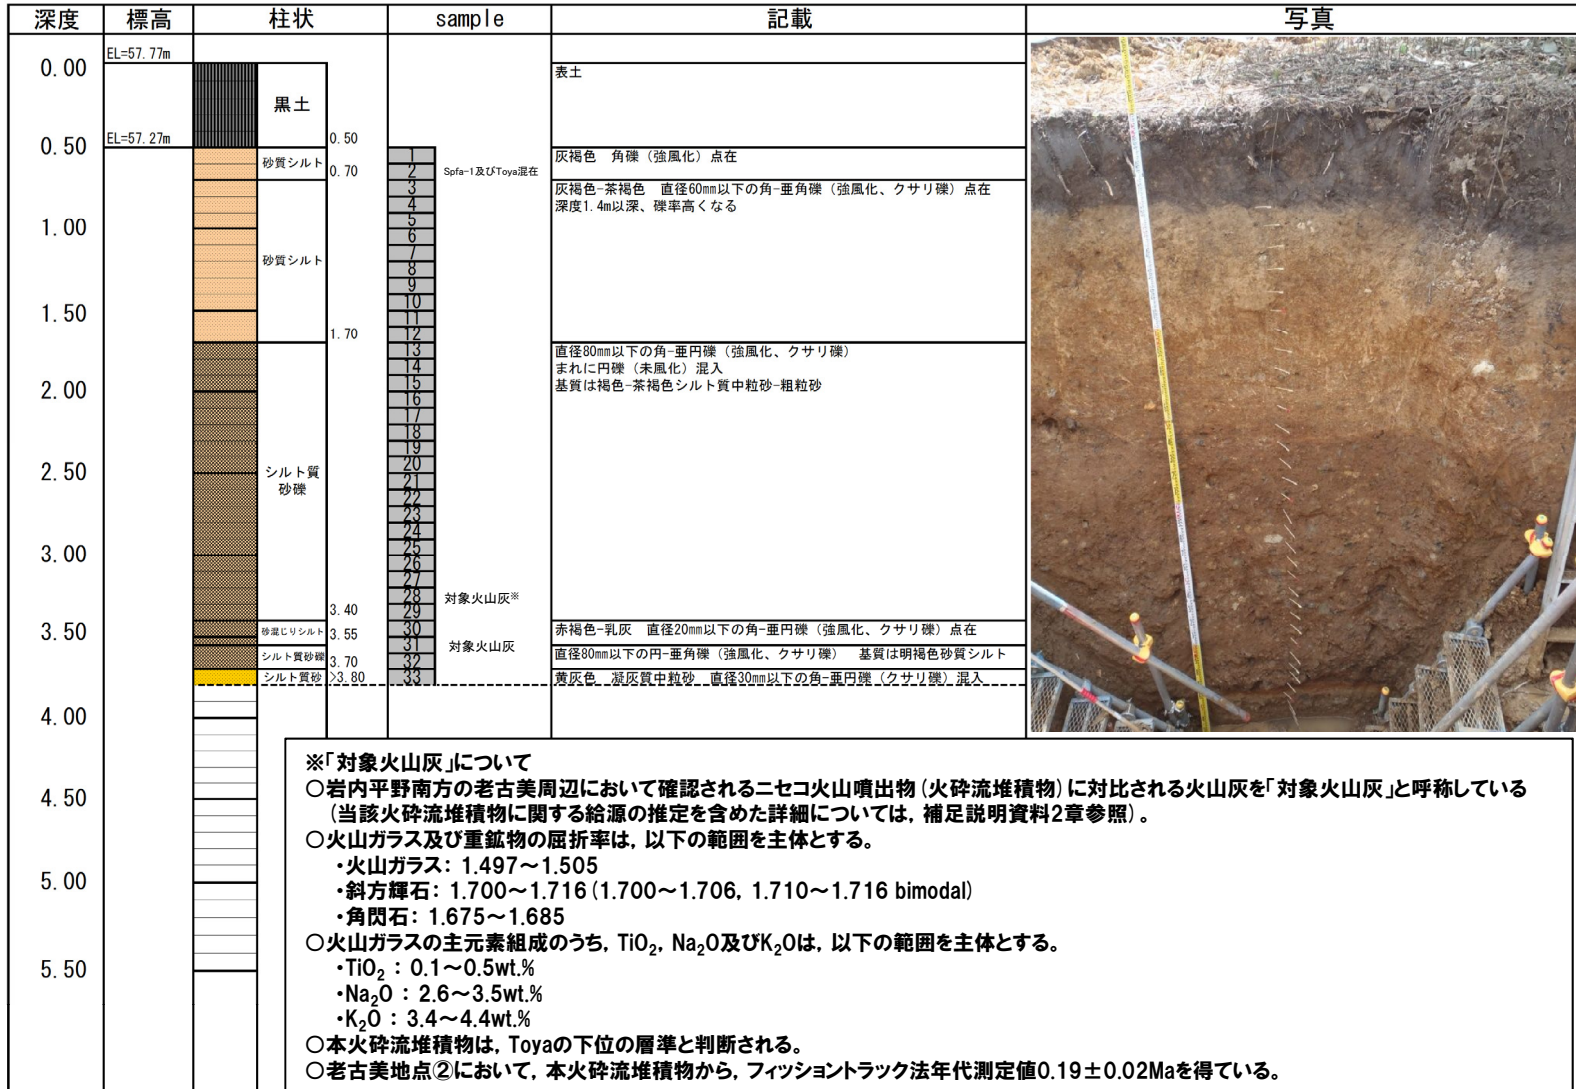 深度 標高 柱状 sample 記載 写真
EL=57.77m
0.00
表土
黒土
EL=57.27m
0.50
0.50
1
灰褐色 角礫（強風化）点在
砂質シルト
0.70
2
Spfa-1及びToya混在
3
灰褐色-茶褐色 直径60mm以下の角-亜角礫（強風化、クサリ礫）点在
4
深度1.4m以深、礫率高くなる
5
1.00
6
7
砂質シルト
8
9
10
1.50
11
12
1.70
13
直径80mm以下の角-亜円礫（強風化、クサリ礫）
14
まれに円礫（未風化）混入
2.00
15
基質は褐色-茶褐色シルト質中粒砂-粗粒砂
16
17
18
19
20
2.50
シルト質
砂礫
21
22
23
24
25
3.00
26
27
28
対象火山灰※
3.40
29
3.50
砂混じりシルト
3.55
30
赤褐色-乳灰 直径20mm以下の角-亜円礫（強風化、クサリ礫）点在
31
対象火山灰
シルト質砂礫
3.70
32
直径80mm以下の円-亜角礫（強風化、クサリ礫） 基質は明褐色砂質シルト
シルト質砂
>3.80
33
黄灰色 凝灰質中粒砂 直径30mm以下の角-亜円礫（クサリ礫）混入
4.00
4.50
5.00
5.50
※「対象火山灰」について
○岩内平野南方の老古美周辺において確認されるニセコ火山噴出物（火砕流堆積物）に対比される火山灰を「対象火山灰」と呼称している
（当該火砕流堆積物に関する給源の推定を含めた詳細については，補足説明資料2章参照）。
○火山ガラス及び重鉱物の屈折率は，以下の範囲を主体とする。
・火山ガラス：1.497～1.505
・斜方輝石：1.700～1.716（1.700～1.706，1.710～1.716 bimodal）
・角閃石：1.675～1.685
○火山ガラスの主元素組成のうち，TiO₂，Na₂O及びK₂Oは，以下の範囲を主体とする。
・TiO₂：0.1～0.5wt.%
・Na₂O：2.6～3.5wt.%
・K₂O：3.4～4.4wt.%
○本火砕流堆積物は，Toyaの下位の層準と判断される。
○老古美地点②において，本火砕流堆積物から，フィッショントラック法年代測定値0.19±0.02Maを得ている。